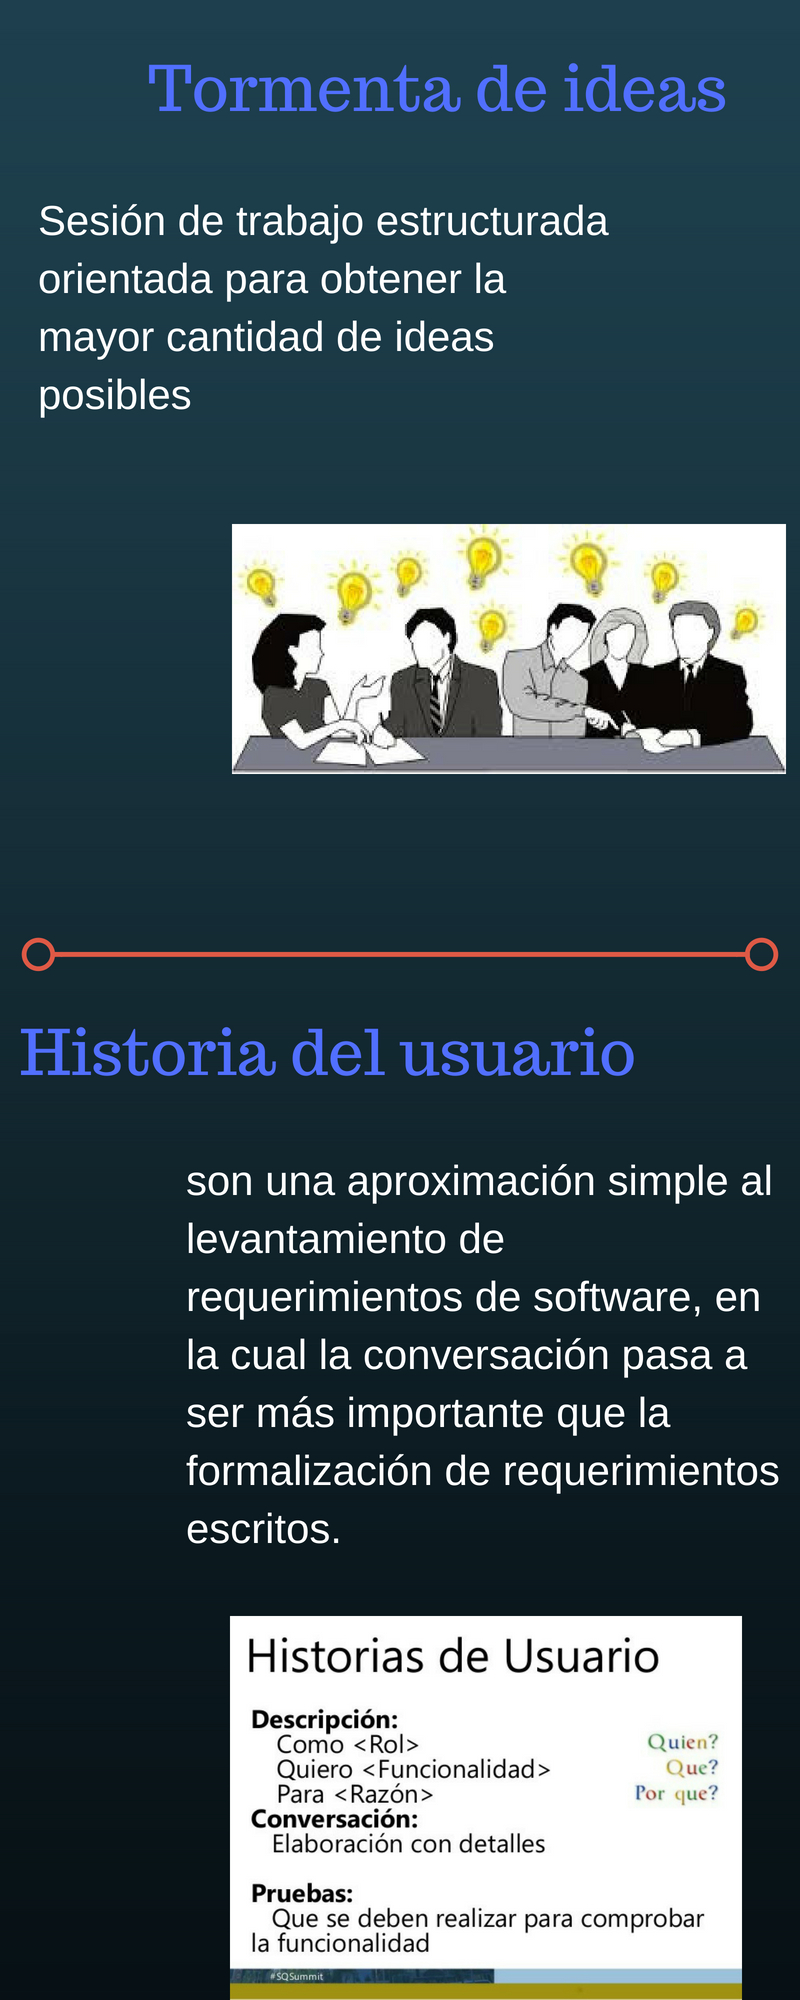 Tormenta de ideas
Sesión de trabajo estructurada
orientada para obtener la
mayor cantidad de ideas
posibles
Historia del usuario
son una aproximación simple al
levantamiento de
requerimientos de software, en
la cual la conversación pasa a
ser más importante que la
formalización de requerimientos
escritos.
Historias de Usuario
Descripción:
Como <Rol>
Quien?
Quiero <Funcionalidad>
Que?
Para <Razón>
Por que?
Conversación:
Elaboración con detalles
Pruebas:
Que se deben realizar para comprobar
la funcionalidad
#SQSummit